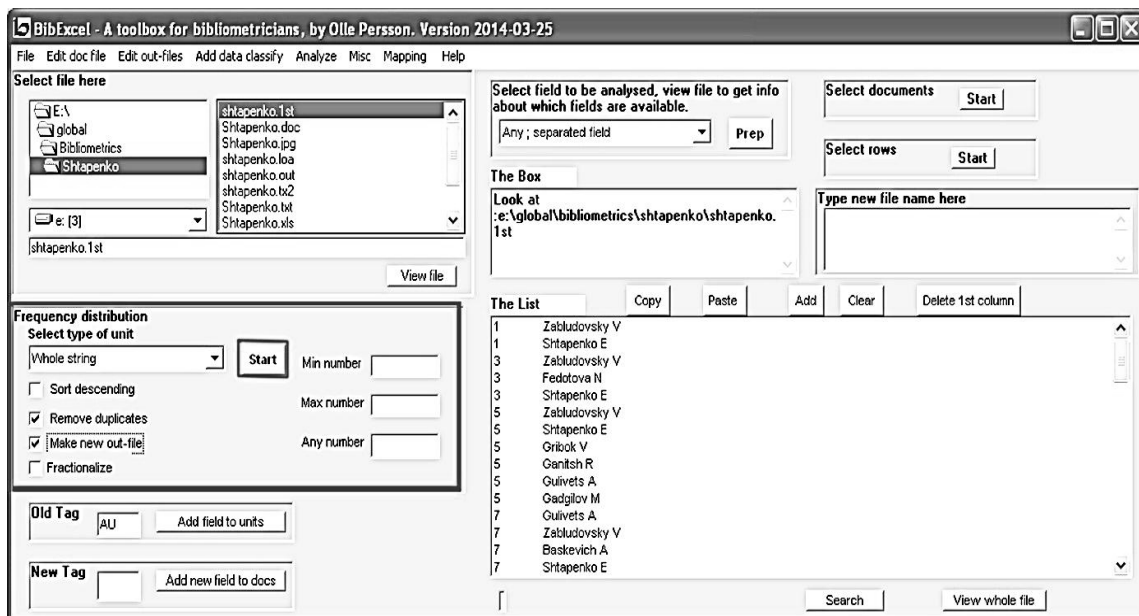 BibExcel - A toolbox for bibliometricians, by Olle Persson. Version 2014-03-25
File Edit doc file Edit out-files Add data classify Analyze Misc Mapping Help
Select file here
E:\
global
Bibliometrics
Shtapenko
e: [3]
shtapenko.1st
Shtapenko.doc
Shtapenko.jpg
shtapenko.loa
shtapenko.out
shtapenko.tx2
Shtapenko.txt
Shtapenko.xls
shtapenko.1st
View file
Select field to be analysed, view file to get info
about which fields are available.
Any ; separated field
Prep
Select documents
Start
Select rows
Start
The Box
Look at
:e:\global\bibliometrics\shtapenko\shtapenko.
1st
Type new file name here
Frequency distribution
Select type of unit
Whole string
Start
Sort descending
Remove duplicates
Make new out-file
Fractionalize
Min number
Max number
Any number
Old Tag
AU
Add field to units
New Tag
Add new field to docs
The List
Copy
Paste
Add
Clear
Delete 1st column
1 Zabludovsky V
1 Shtapenko E
3 Zabludovsky V
3 Fedotova N
3 Shtapenko E
5 Zabludovsky V
5 Shtapenko E
5 Gribok V
5 Ganitsh R
5 Gulivets A
5 Gadgilov M
7 Gulivets A
7 Zabludovsky V
7 Baskevich A
7 Shtapenko E
Search
View whole file